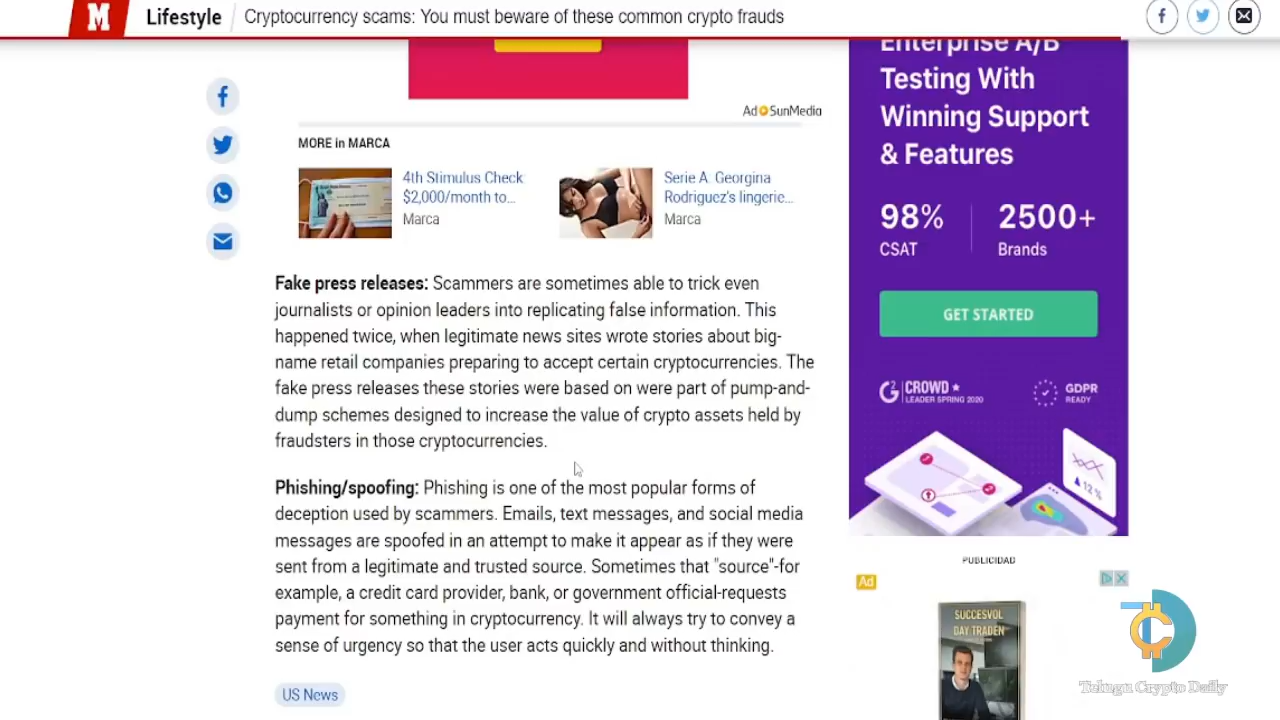 M
Lifestyle
Cryptocurrency scams: You must beware of these common crypto frauds
Enterprise A/B
Testing With
Winning Support
& Features
98%
CSAT
2500+
Brands
GET STARTED
CROWD
LEADER SPRING 2020
GDPR
READY
12 %
Ad SunMedia
MORE in MARCA
4th Stimulus Check
$2,000/month to...
Marca
Serie A. Georgina
Rodriguez's lingerie...
Marca
Fake press releases: Scammers are sometimes able to trick even
journalists or opinion leaders into replicating false information. This
happened twice, when legitimate news sites wrote stories about big-
name retail companies preparing to accept certain cryptocurrencies. The
fake press releases these stories were based on were part of pump-and-
dump schemes designed to increase the value of crypto assets held by
fraudsters in those cryptocurrencies.
Phishing/spoofing: Phishing is one of the most popular forms of
deception used by scammers. Emails, text messages, and social media
messages are spoofed in an attempt to make it appear as if they were
sent from a legitimate and trusted source. Sometimes that "source"-for
example, a credit card provider, bank, or government official-requests
payment for something in cryptocurrency. It will always try to convey a
sense of urgency so that the user acts quickly and without thinking.
US News
PUBLICIDAD
Ad
SUCCESVOL
DAY TRADEN
Telugu Crypto Daily